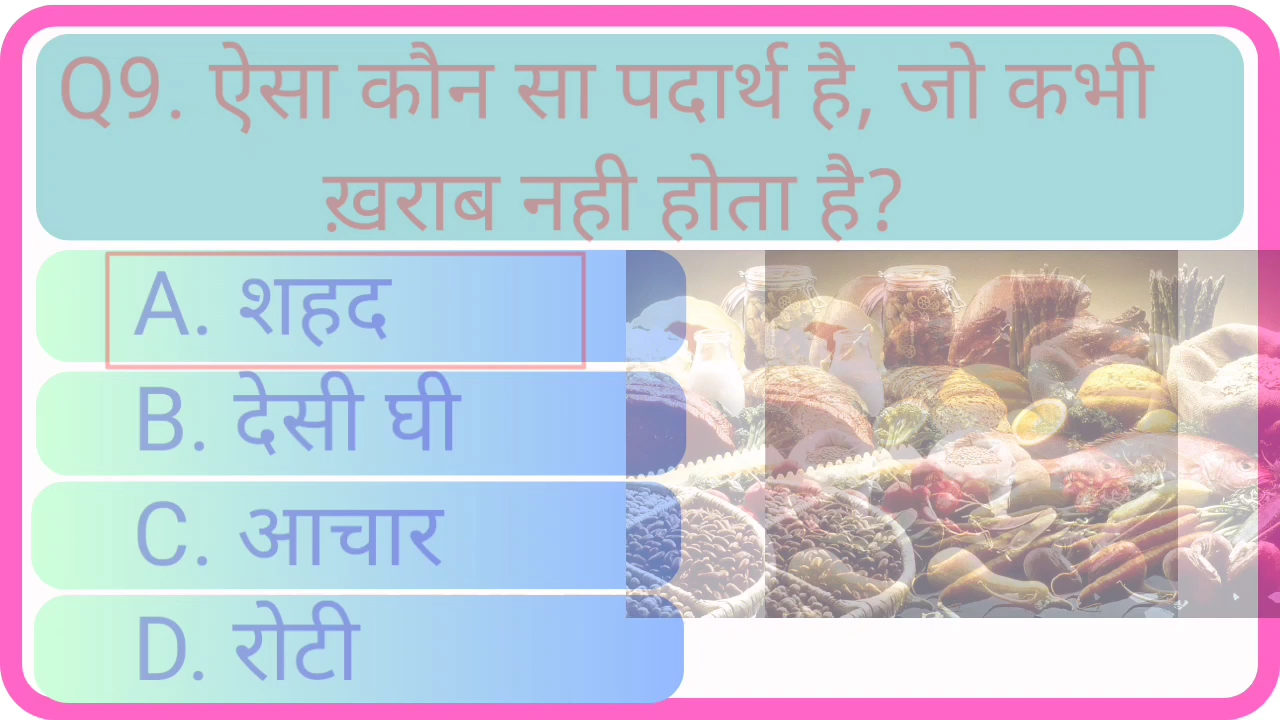 Q9. ऐसा कौन सा पदार्थ है, जो कभी
ख़राब नही होता है?
A. शहद
B. देसी घी
C. आचार
D. रोटी